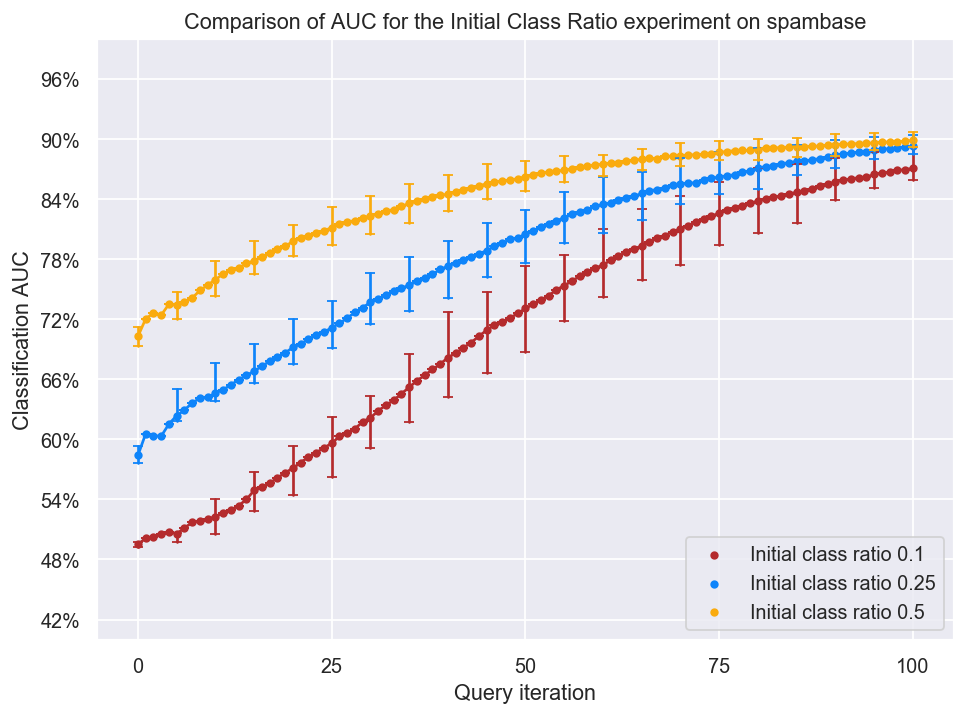 Comparison of AUC for the Initial Class Ratio experiment on spambase
Classification AUC
96%
90%
84%
78%
72%
66%
60%
54%
48%
42%
Initial class ratio 0.1
Initial class ratio 0.25
Initial class ratio 0.5
0 25 50 75 100
Query iteration